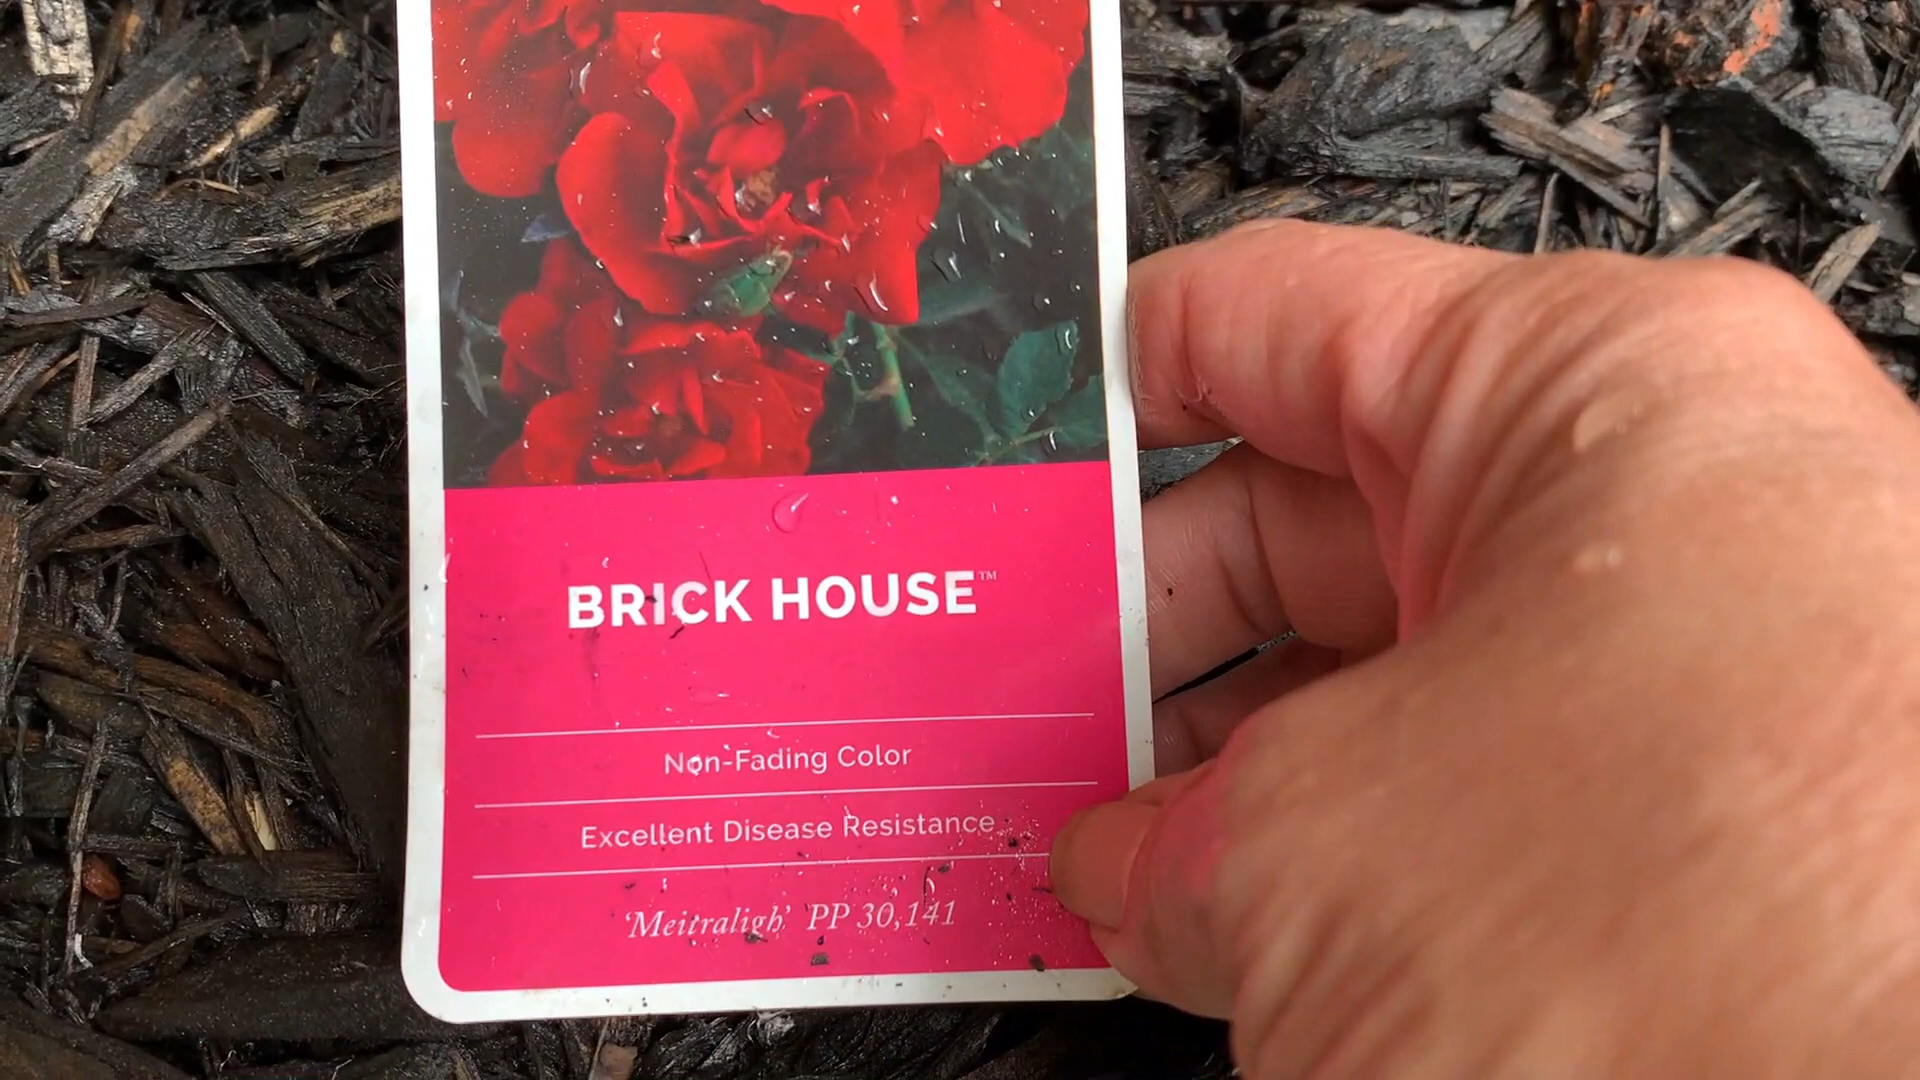 BRICK HOUSE™
Non-Fading Color
Excellent Disease Resistance
'Meitraligh' PP 30,141